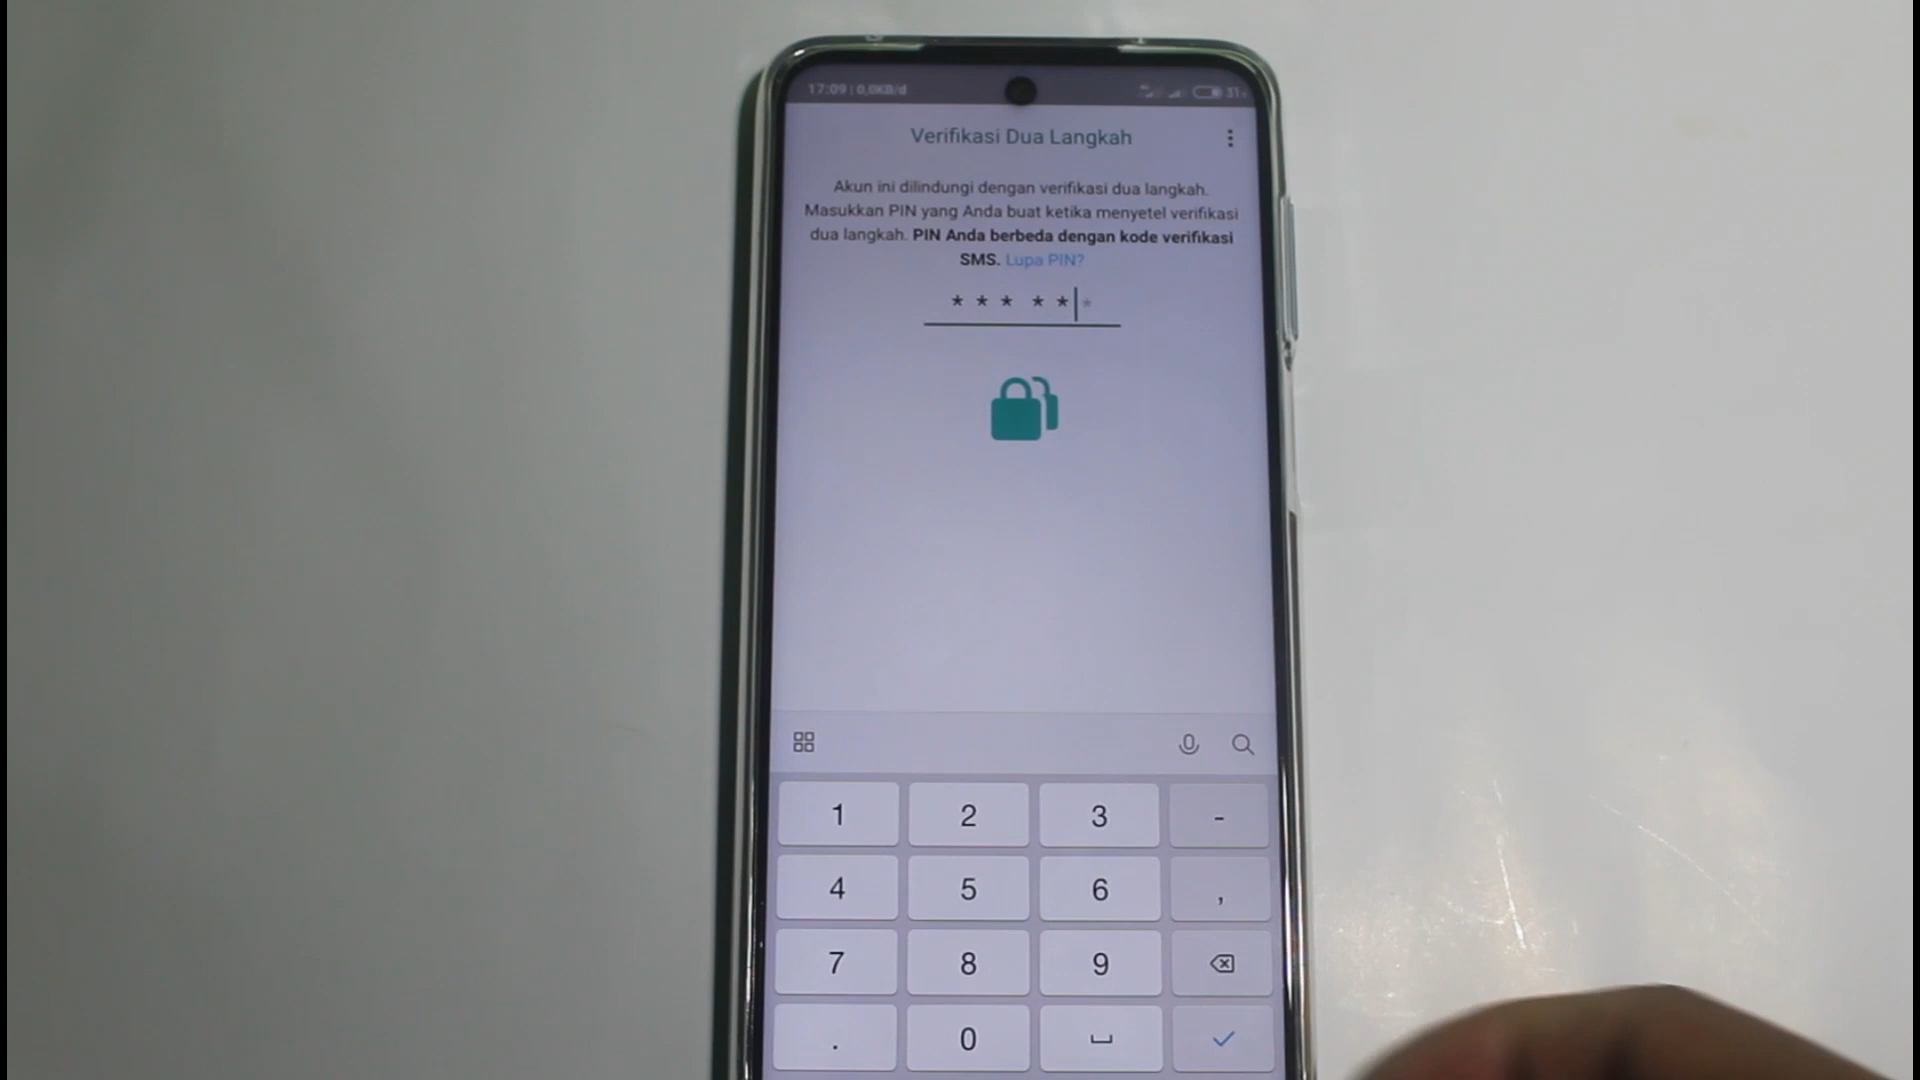 17:09 | 0,0KB/d
31
Verifikasi Dua Langkah
Akun ini dilindungi dengan verifikasi dua langkah.
Masukkan PIN yang Anda buat ketika menyetel verifikasi
dua langkah. PIN Anda berbeda dengan kode verifikasi
SMS. Lupa PIN?
* * * * * *
1 2 3 -
4 5 6 ,
7 8 9
. 0